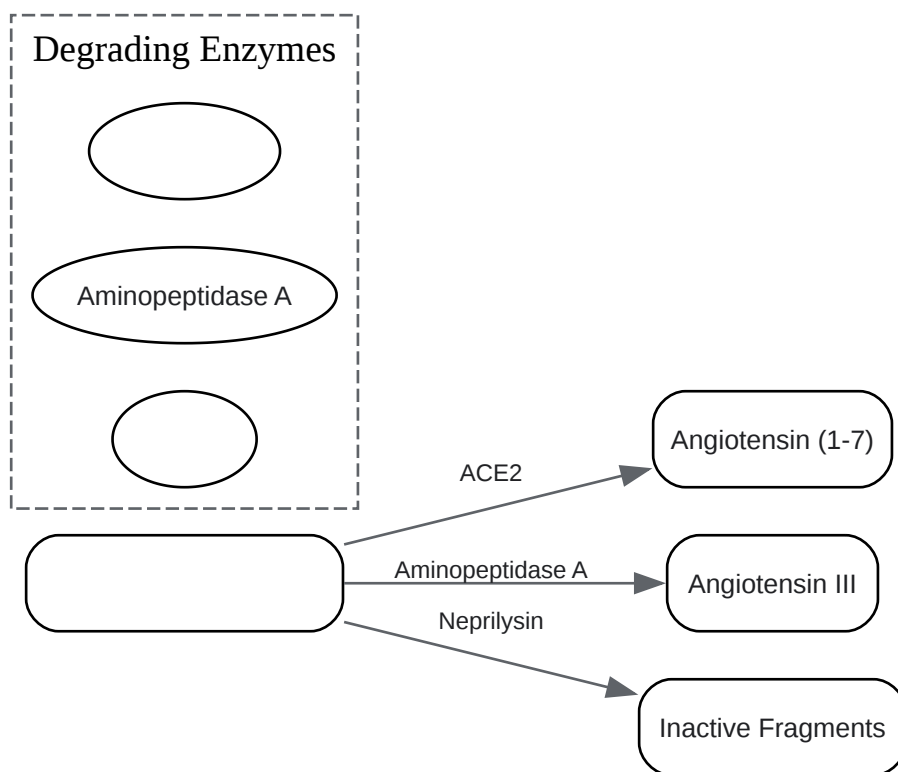 Degrading Enzymes
Aminopeptidase A
ACE2
Angiotensin (1-7)
Aminopeptidase A
Angiotensin III
Neprilysin
Inactive Fragments